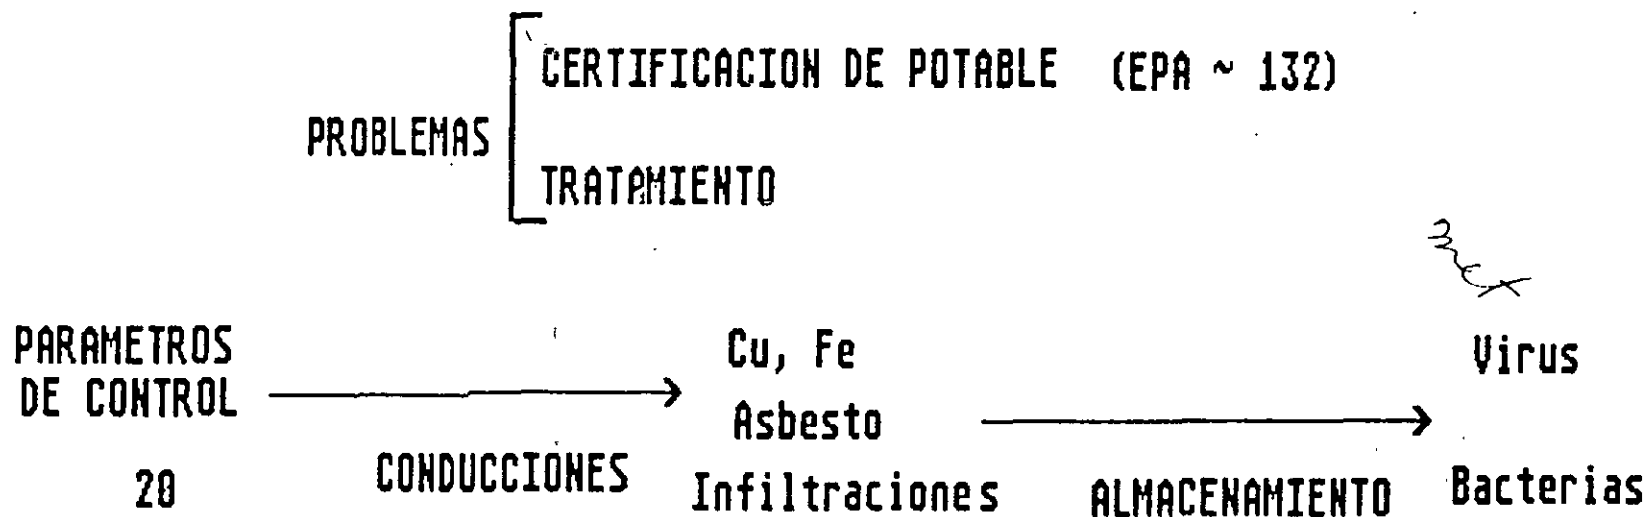 CERTIFICACION DE POTABLE (EPA ~ 132)
PROBLEMAS
TRATAMIENTO
PARAMETROS
DE CONTROL
20
CONDUCCIONES
Cu, Fe
Asbesto
Infiltraciones
ALMACENAMIENTO
Virus
Bacterias